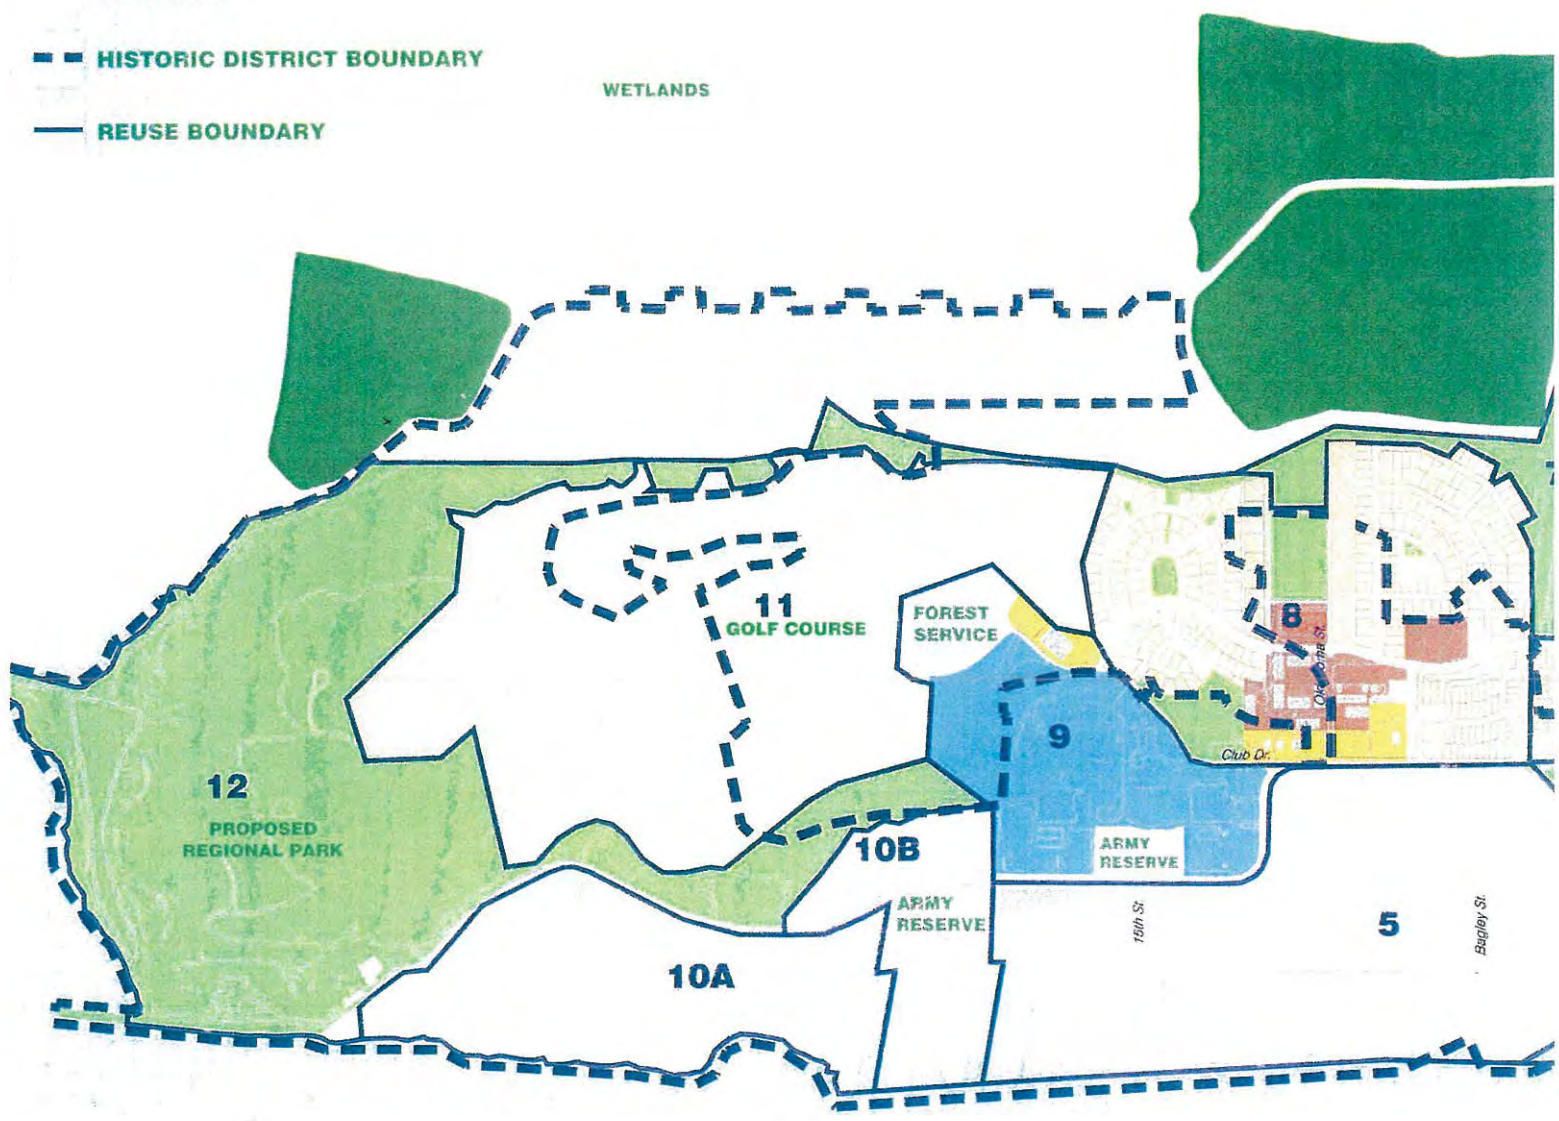 HISTORIC DISTRICT BOUNDARY
WETLANDS
REUSE BOUNDARY
11
GOLF COURSE
FOREST
SERVICE
8
9
Club Dr.
12
PROPOSED
REGIONAL PARK
10B
ARMY
RESERVE
ARMY
RESERVE
15th St.
5
Bagley St.
10A